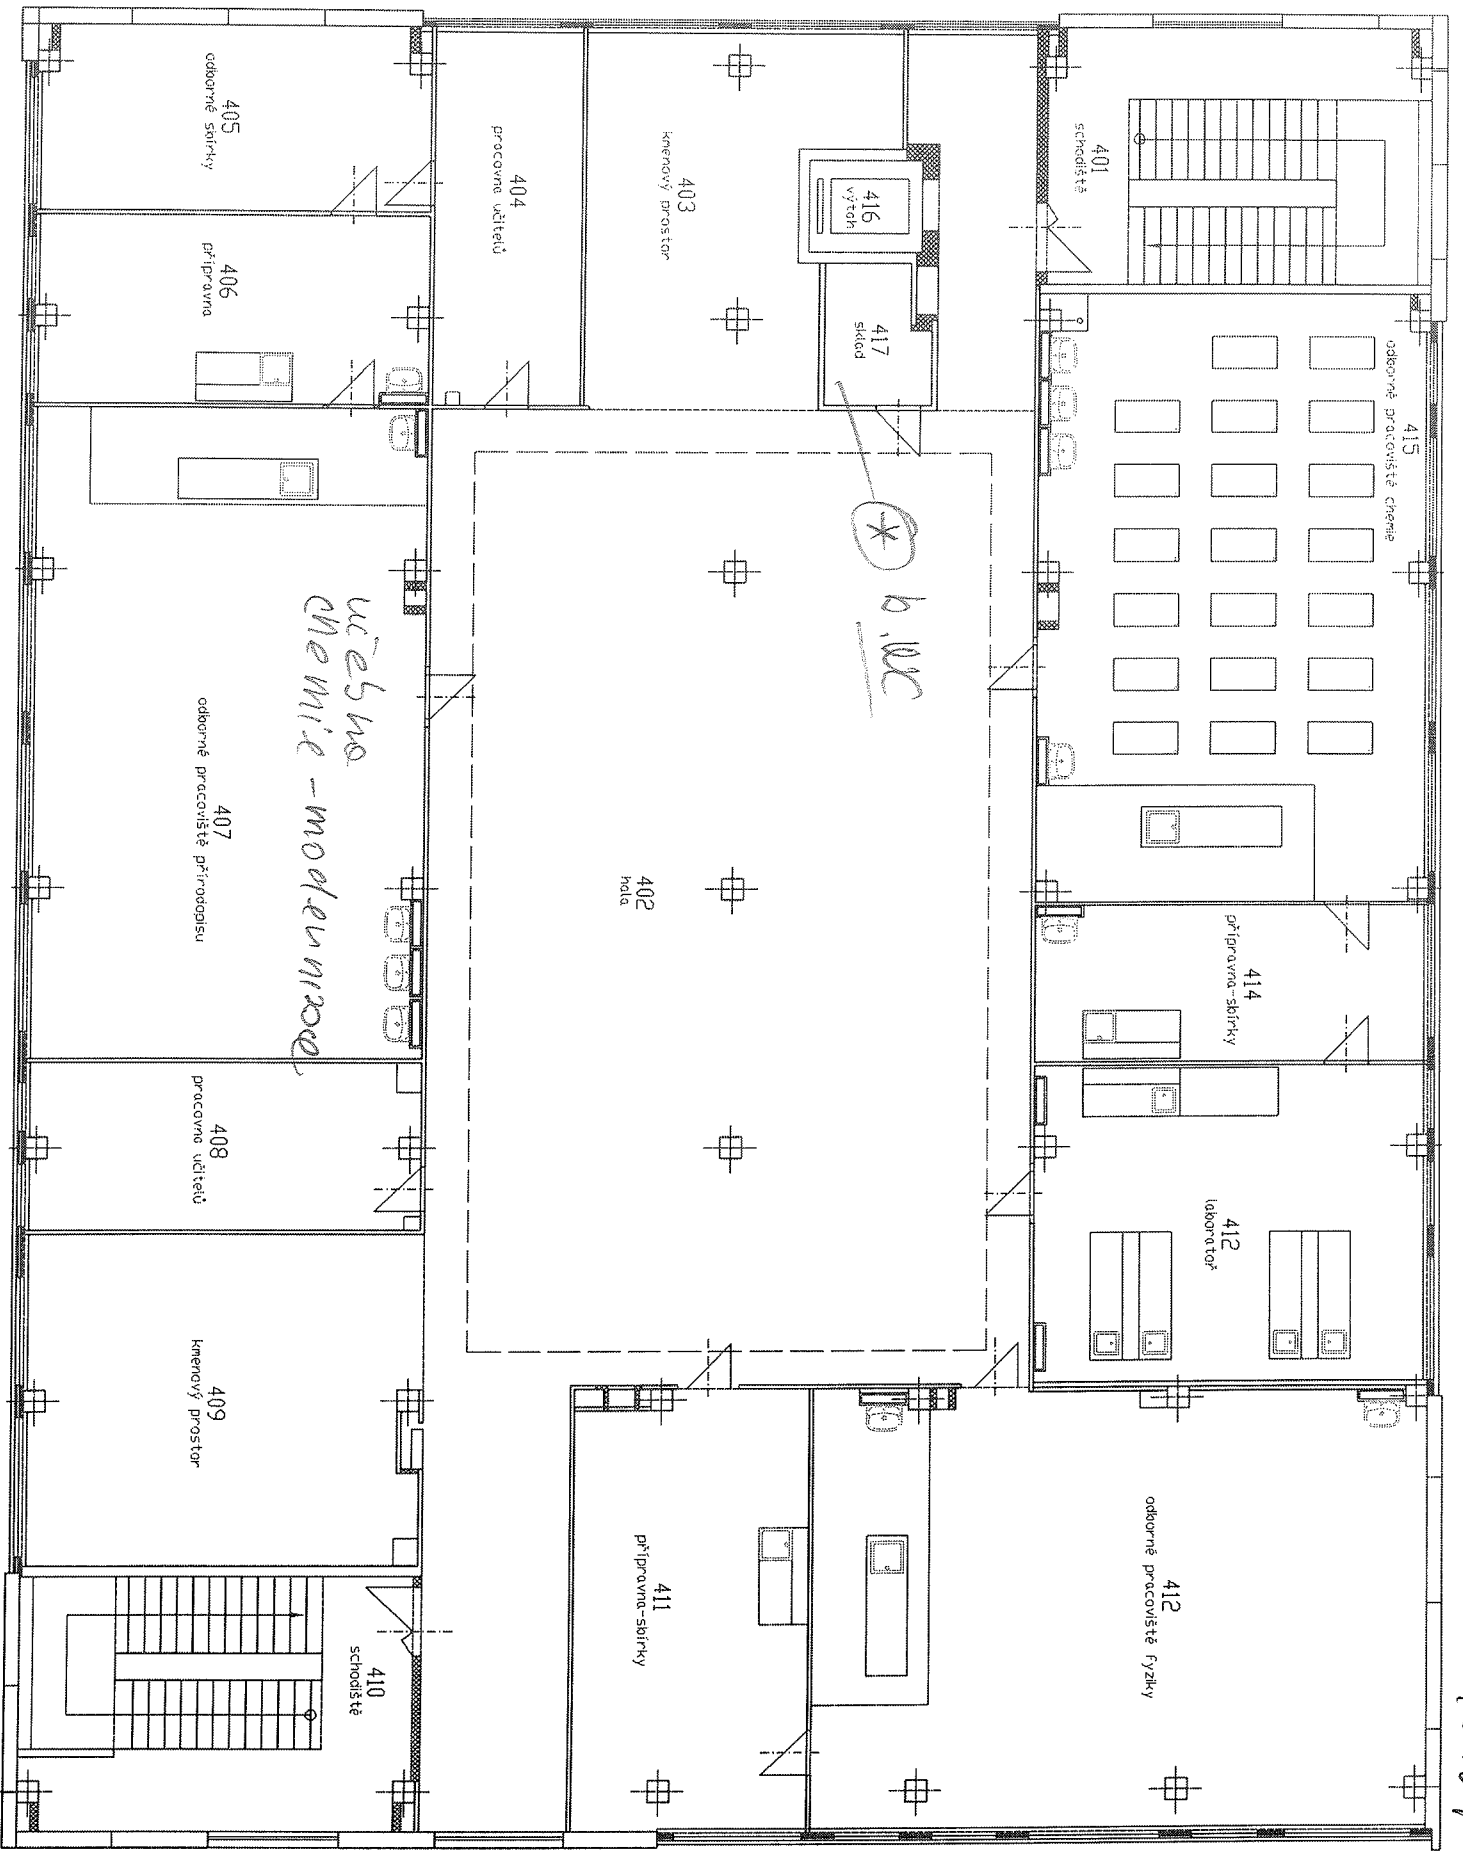 401
schodiště
415
odborné pracoviště chemie
416
výtah
417
sklad
403
kmenový prostor
404
pracovna učitelů
405
odborné sbírky
406
přípravna
* b. WC
414
přípravna-sbírky
402
hala
učebna
chemie - modernizace
407
odborné pracoviště přírodopisu
412
laboratoř
408
pracovna učitelů
409
kmenový prostor
412
odborné pracoviště fyziky
411
přípravna-sbírky
410
schodiště